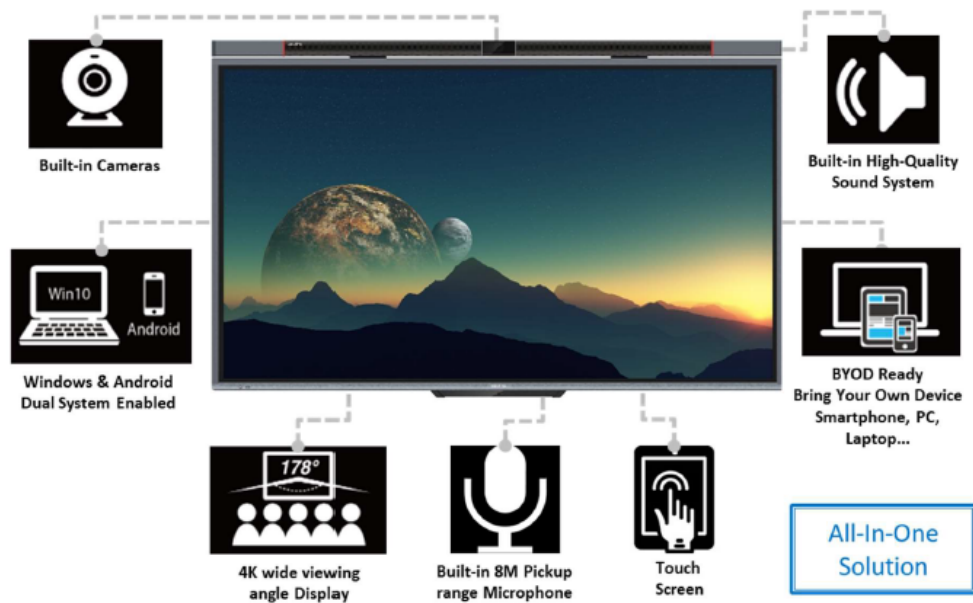 Built-in Cameras
Built-in High-Quality
Sound System
Win10
Android
Windows & Android
Dual System Enabled
BYOD Ready
Bring Your Own Device
Smartphone, PC,
Laptop...
178°
4K wide viewing
angle Display
Built-in 8M Pickup
range Microphone
Touch
Screen
All-In-One
Solution